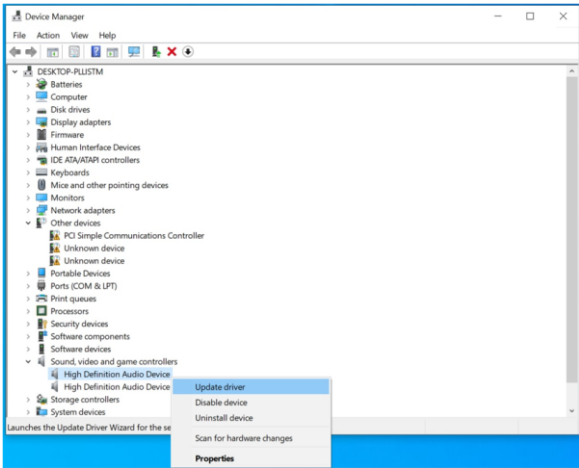 Device Manager
File Action View Help
DESKTOP-PLLISTM
Batteries
Computer
Disk drives
Display adapters
Firmware
Human Interface Devices
IDE ATA/ATAPI controllers
Keyboards
Mice and other pointing devices
Monitors
Network adapters
Other devices
PCI Simple Communications Controller
Unknown device
Unknown device
Portable Devices
Ports (COM & LPT)
Print queues
Processors
Security devices
Software components
Software devices
Sound, video and game controllers
High Definition Audio Device
High Definition Audio Device
Storage controllers
System devices
Launches the Update Driver Wizard for the se
Update driver
Disable device
Uninstall device
Scan for hardware changes
Properties